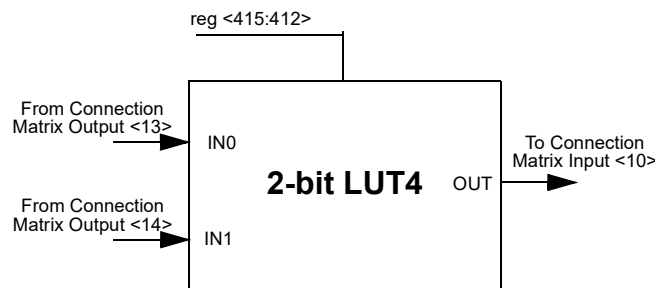 reg <415:412>
From Connection
Matrix Output <13>
IN0
2-bit LUT4
OUT
To Connection
Matrix Input <10>
From Connection
Matrix Output <14>
IN1